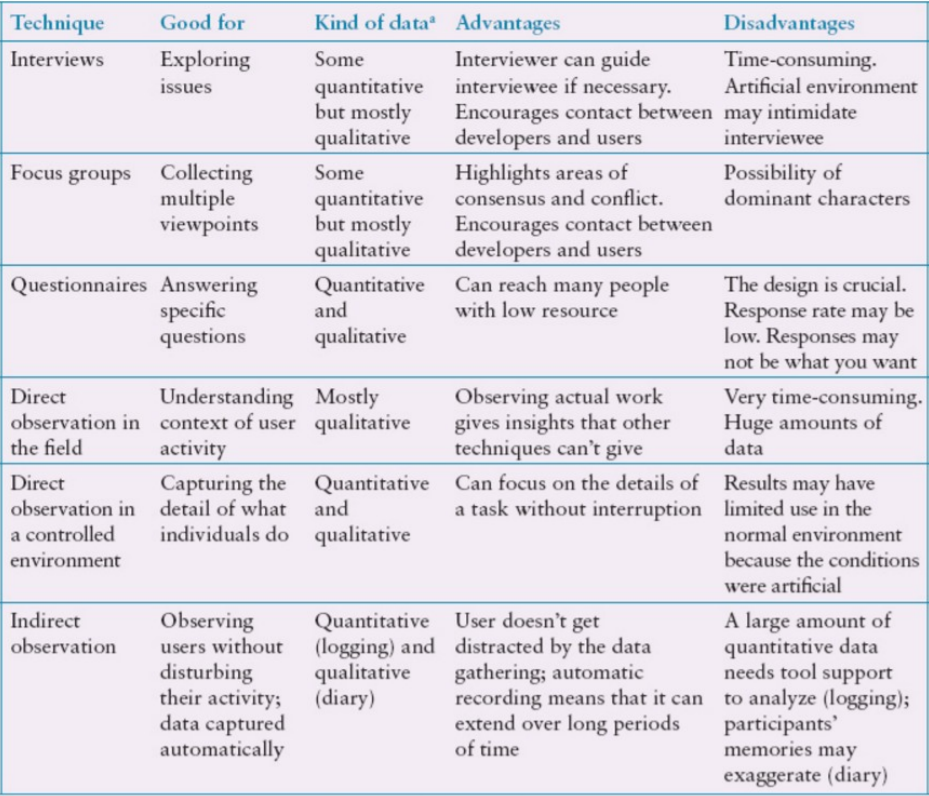 Technique Good for Kind of dataª Advantages Disadvantages
Interviews Exploring Some Interviewer can guide Time-consuming.
issues quantitative interviewee if necessary. Artificial environment
but mostly Encourages contact between may intimidate
qualitative developers and users interviewee
Focus groups Collecting Some Highlights areas of Possibility of
multiple quantitative consensus and conflict. dominant characters
viewpoints but mostly Encourages contact between
qualitative developers and users
Questionnaires Answering Quantitative Can reach many people The design is crucial.
specific and with low resource Response rate may be
questions qualitative low. Responses may
not be what you want
Direct Understanding Mostly Observing actual work Very time-consuming.
observation in context of user qualitative gives insights that other Huge amounts of
the field activity techniques can't give data
Direct Capturing the Quantitative Can focus on the details of Results may have
observation in detail of what and a task without interruption limited use in the
a controlled individuals do qualitative normal environment
environment because the conditions
were artificial
Indirect Observing Quantitative User doesn't get A large amount of
observation users without (logging) and distracted by the data quantitative data
disturbing qualitative gathering; automatic needs tool support
their activity; (diary) recording means that it can to analyze (logging);
data captured extend over long periods participants'
automatically of time memories may
exaggerate (diary)